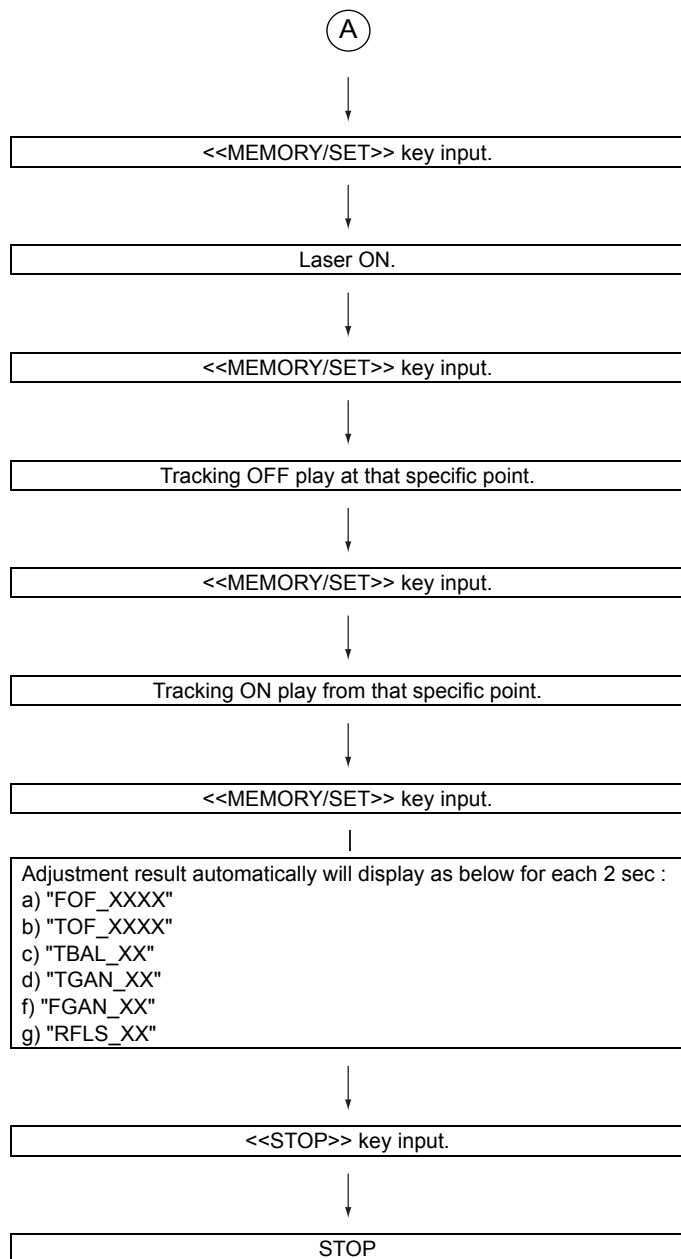 A
<<MEMORY/SET>> key input.
Laser ON.
<<MEMORY/SET>> key input.
Tracking OFF play at that specific point.
<<MEMORY/SET>> key input.
Tracking ON play from that specific point.
<<MEMORY/SET>> key input.
Adjustment result automatically will display as below for each 2 sec :
a) "FOF_XXXX"
b) "TOF_XXXX"
c) "TBAL_XX"
d) "TGAN_XX"
f) "FGAN_XX"
g) "RFLS_XX"
<<STOP>> key input.
STOP